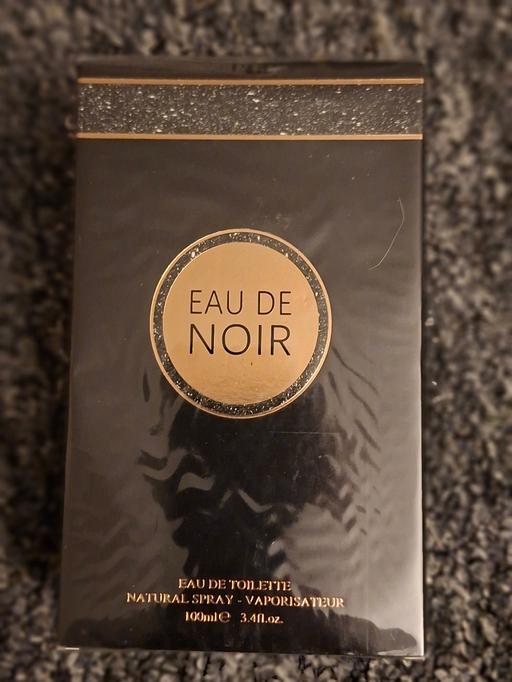 EAU DE
NOIR
EAU DE TOILETTE
NATURAL SPRAY - VAPORISATEUR
100ml℮ 3.4fl.oz.